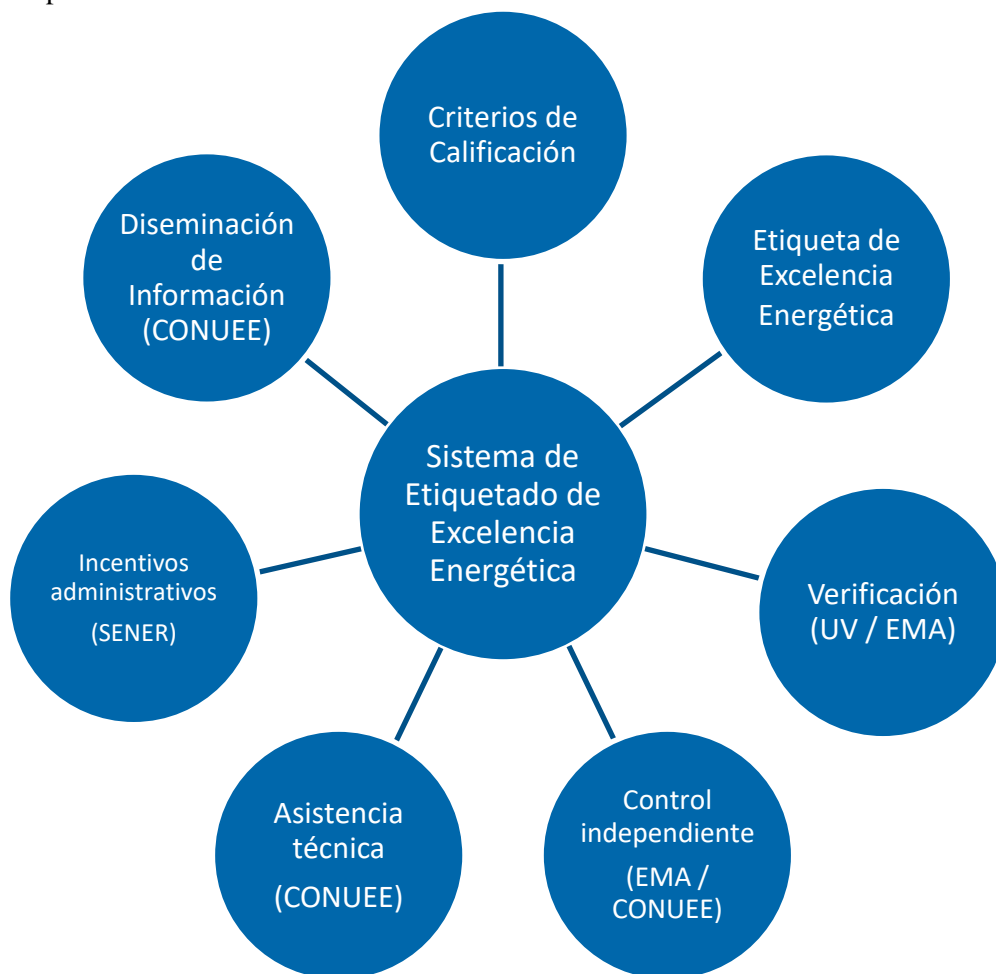 Criterios de
Calificación
Etiqueta de
Excelencia
Energética
Verificación
(UV / EMA)
Control
independiente
(EMA /
CONUEE)
Asistencia
técnica
(CONUEE)
Incentivos
administrativos
(SENER)
Diseminación
de
Información
(CONUEE)
Sistema de
Etiquetado de
Excelencia
Energética